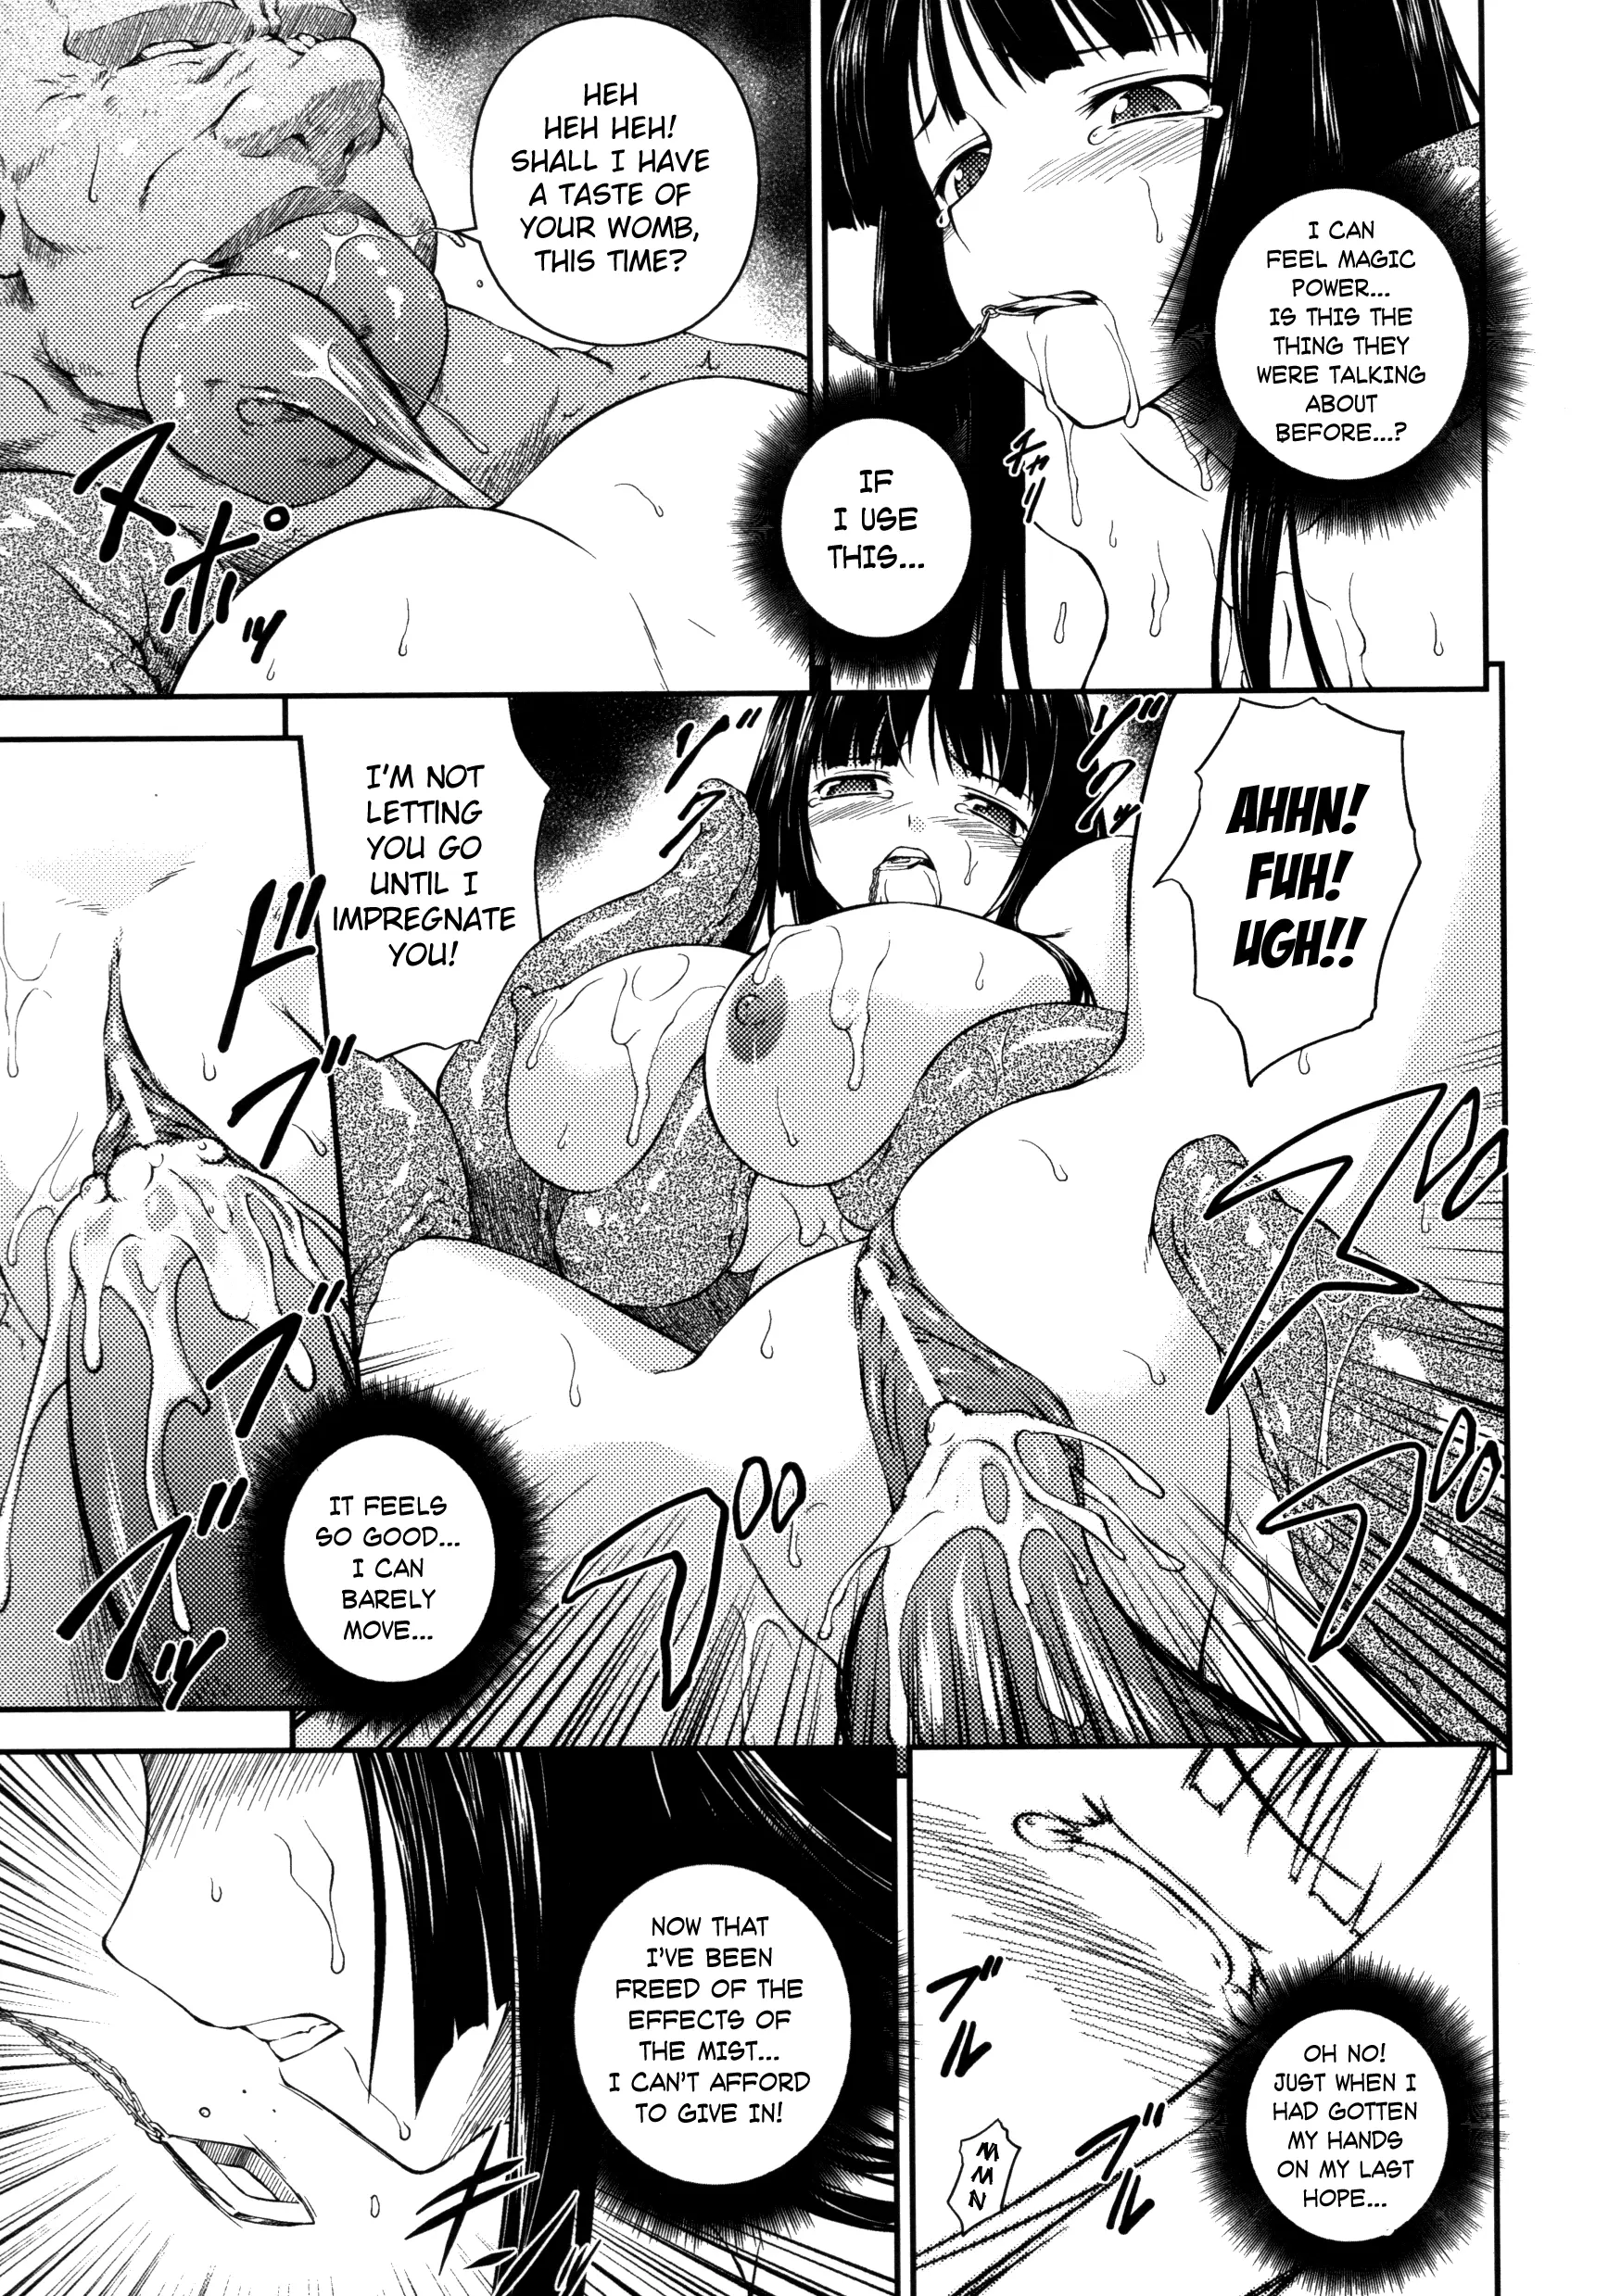 I CAN
FEEL MAGIC
POWER...
IS THIS THE
THING THEY
WERE TALKING
ABOUT
BEFORE...?
チャリ
IF
I USE
THIS...
HEH
HEH HEH!
SHALL I HAVE
A TASTE OF
YOUR WOMB,
THIS TIME?
AHHN!
FUH!
UGH!!
I'M NOT
LETTING
YOU GO
UNTIL I
IMPREGNATE
YOU!
IT FEELS
SO GOOD...
I CAN
BARELY
MOVE...
OH NO!
JUST WHEN I
HAD GOTTEN
MY HANDS
ON MY LAST
HOPE...
NOW THAT
I'VE BEEN
FREED OF THE
EFFECTS OF
THE MIST...
I CAN'T AFFORD
TO GIVE IN!